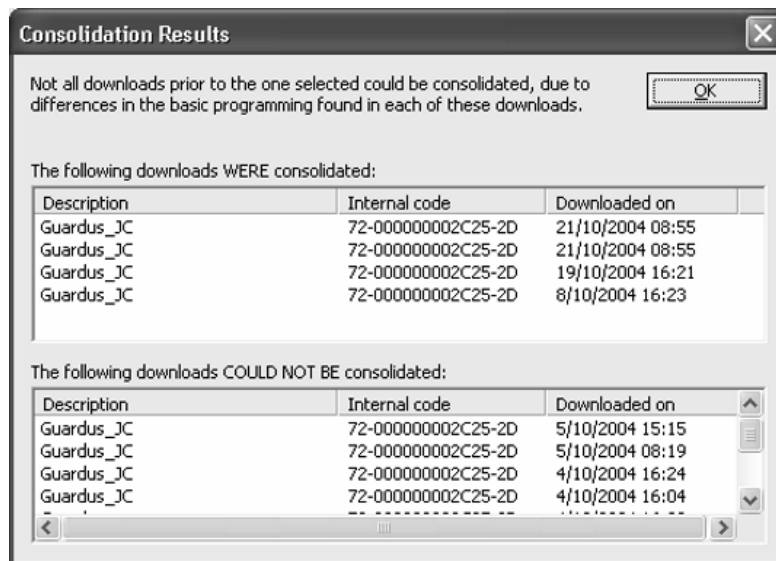 Consolidation Results
Not all downloads prior to the one selected could be consolidated, due to
differences in the basic programming found in each of these downloads.
OK
The following downloads WERE consolidated:
Description Internal code Downloaded on
Guardus_JC 72-000000002C25-2D 21/10/2004 08:55
Guardus_JC 72-000000002C25-2D 21/10/2004 08:55
Guardus_JC 72-000000002C25-2D 19/10/2004 16:21
Guardus_JC 72-000000002C25-2D 8/10/2004 16:23
The following downloads COULD NOT BE consolidated:
Description Internal code Downloaded on
Guardus_JC 72-000000002C25-2D 5/10/2004 15:15
Guardus_JC 72-000000002C25-2D 5/10/2004 08:19
Guardus_JC 72-000000002C25-2D 4/10/2004 16:24
Guardus_JC 72-000000002C25-2D 4/10/2004 16:04